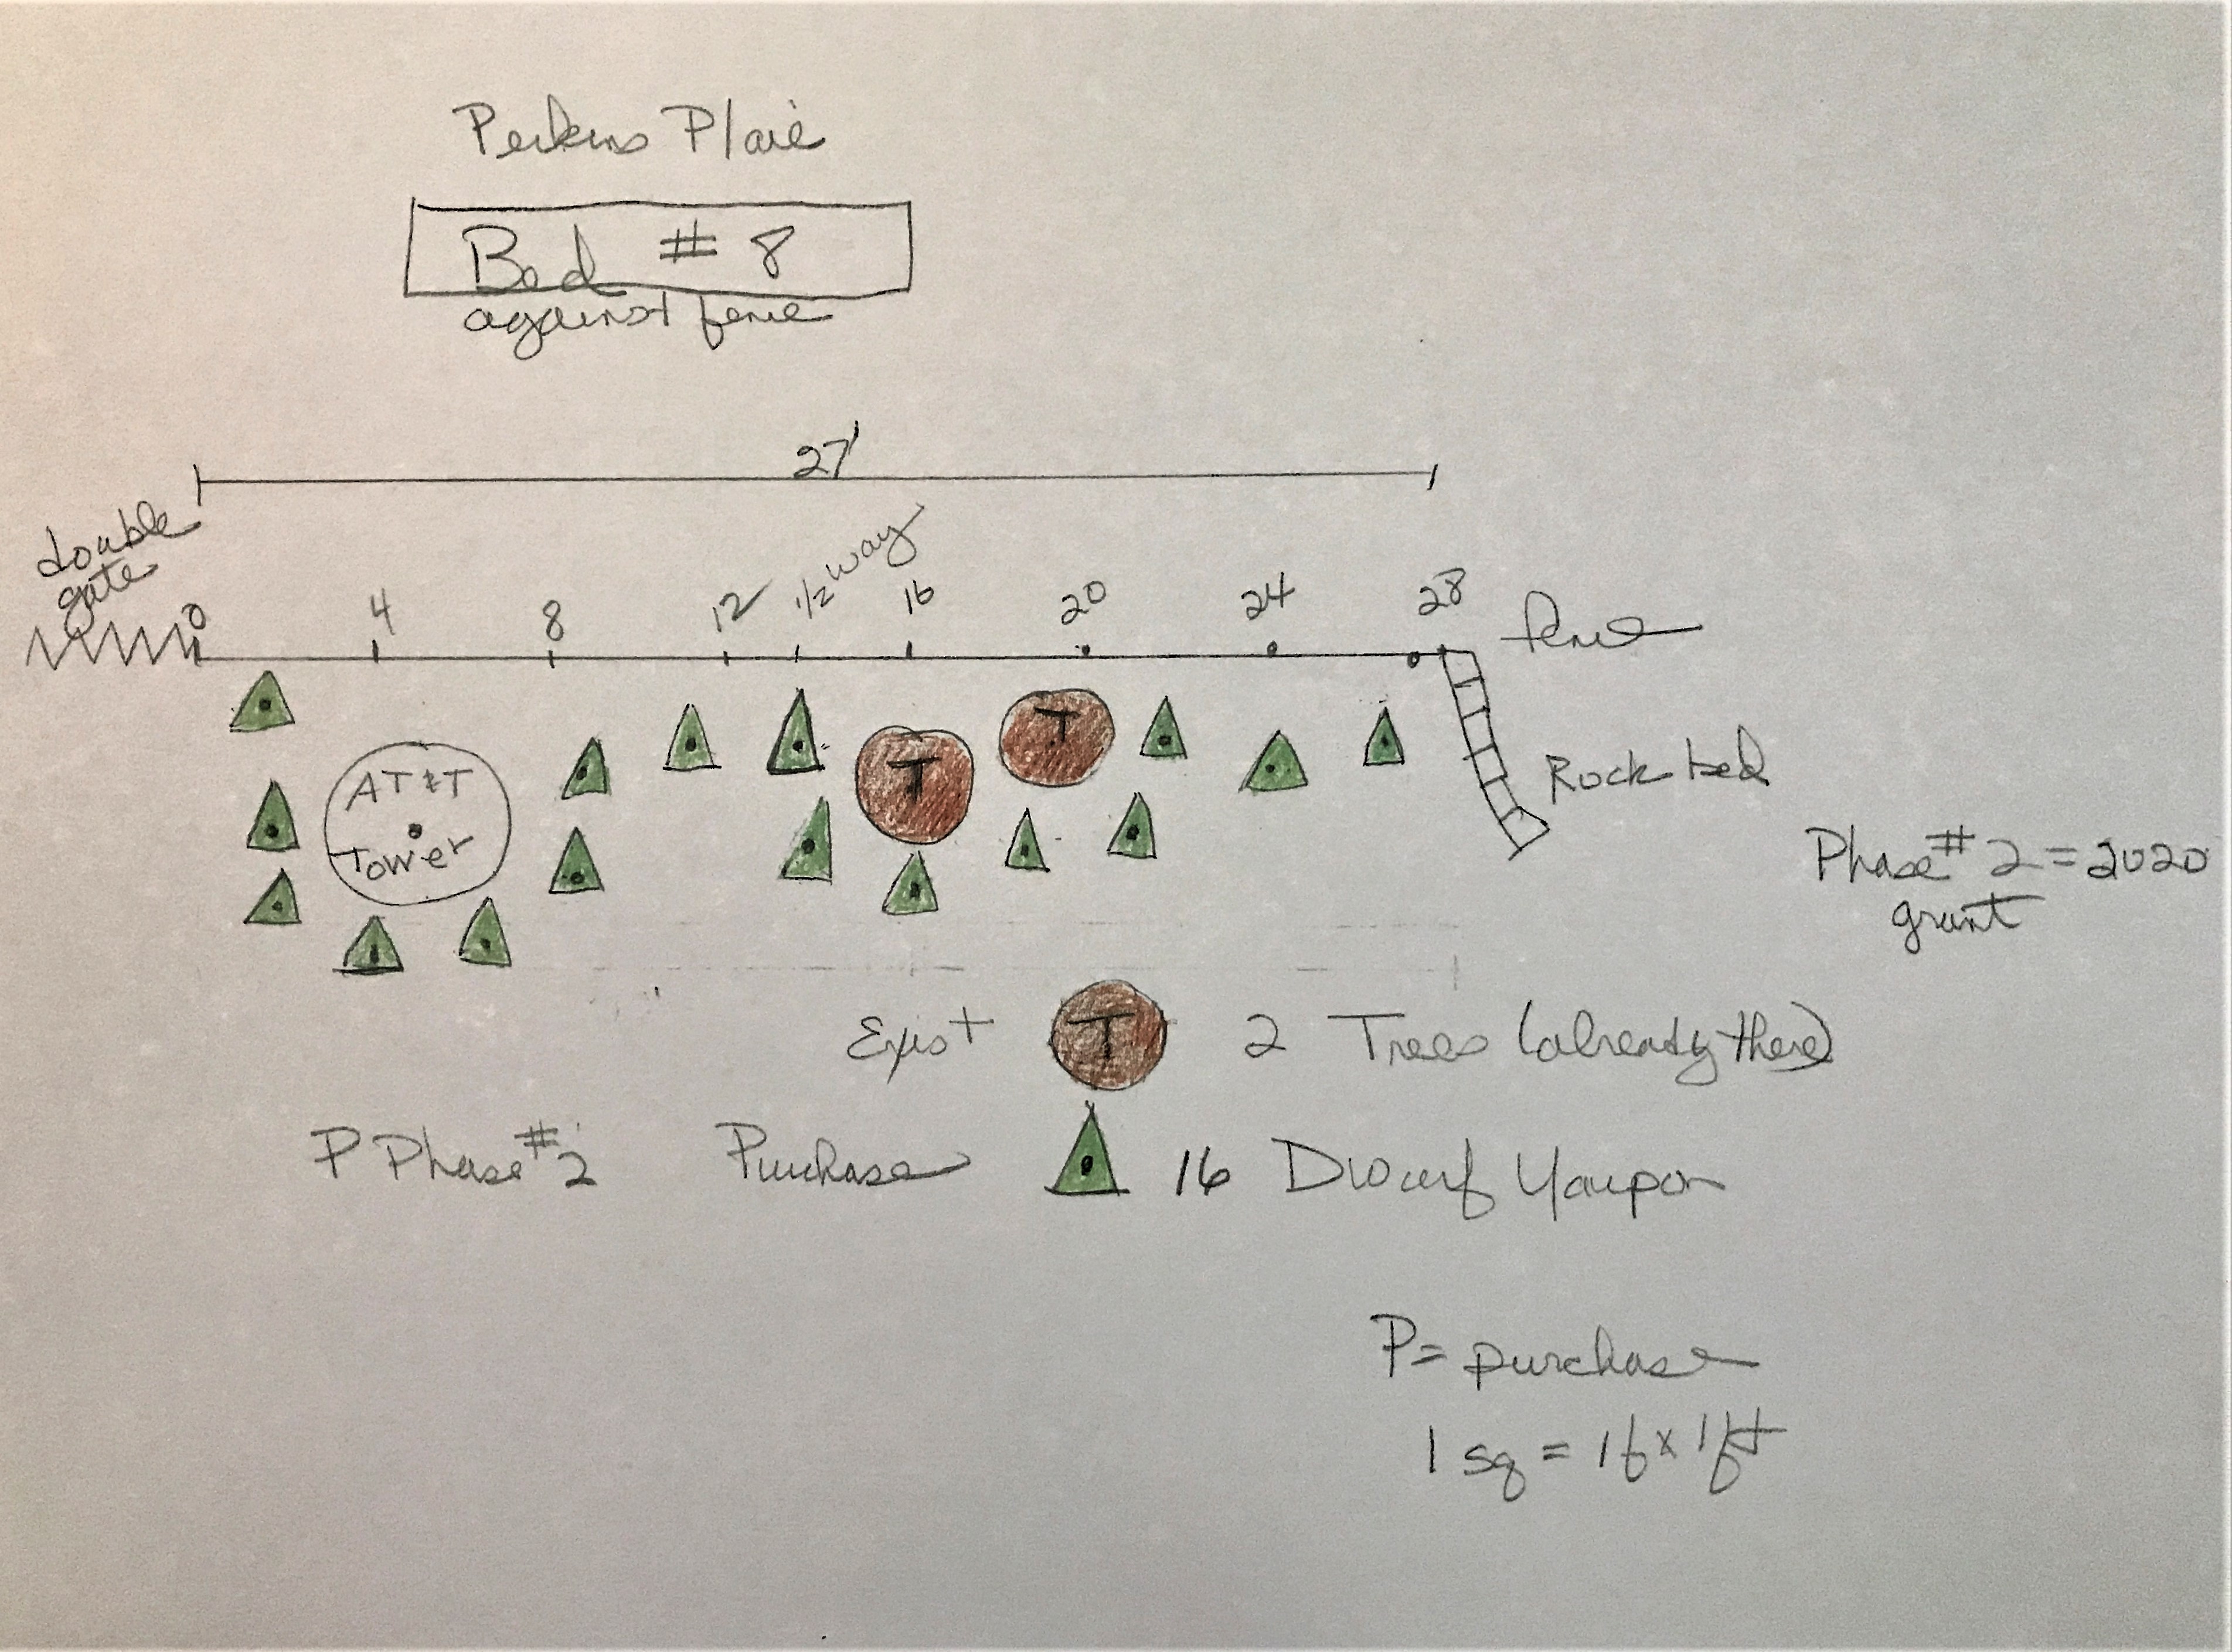 Perkins Place
Bed # 8
against fence
27'
double
gate
0 4 8 12 1/2 way 16 20 24 28 fence
AT&T
Tower
T
T
Rock bed
Phase # 2 = 2020
grant
Exist T 2 Trees (already there)
P Phase # 2 Purchase 16 Dwarf Yaupon
P = purchase
1 sq = 1f x 1ft